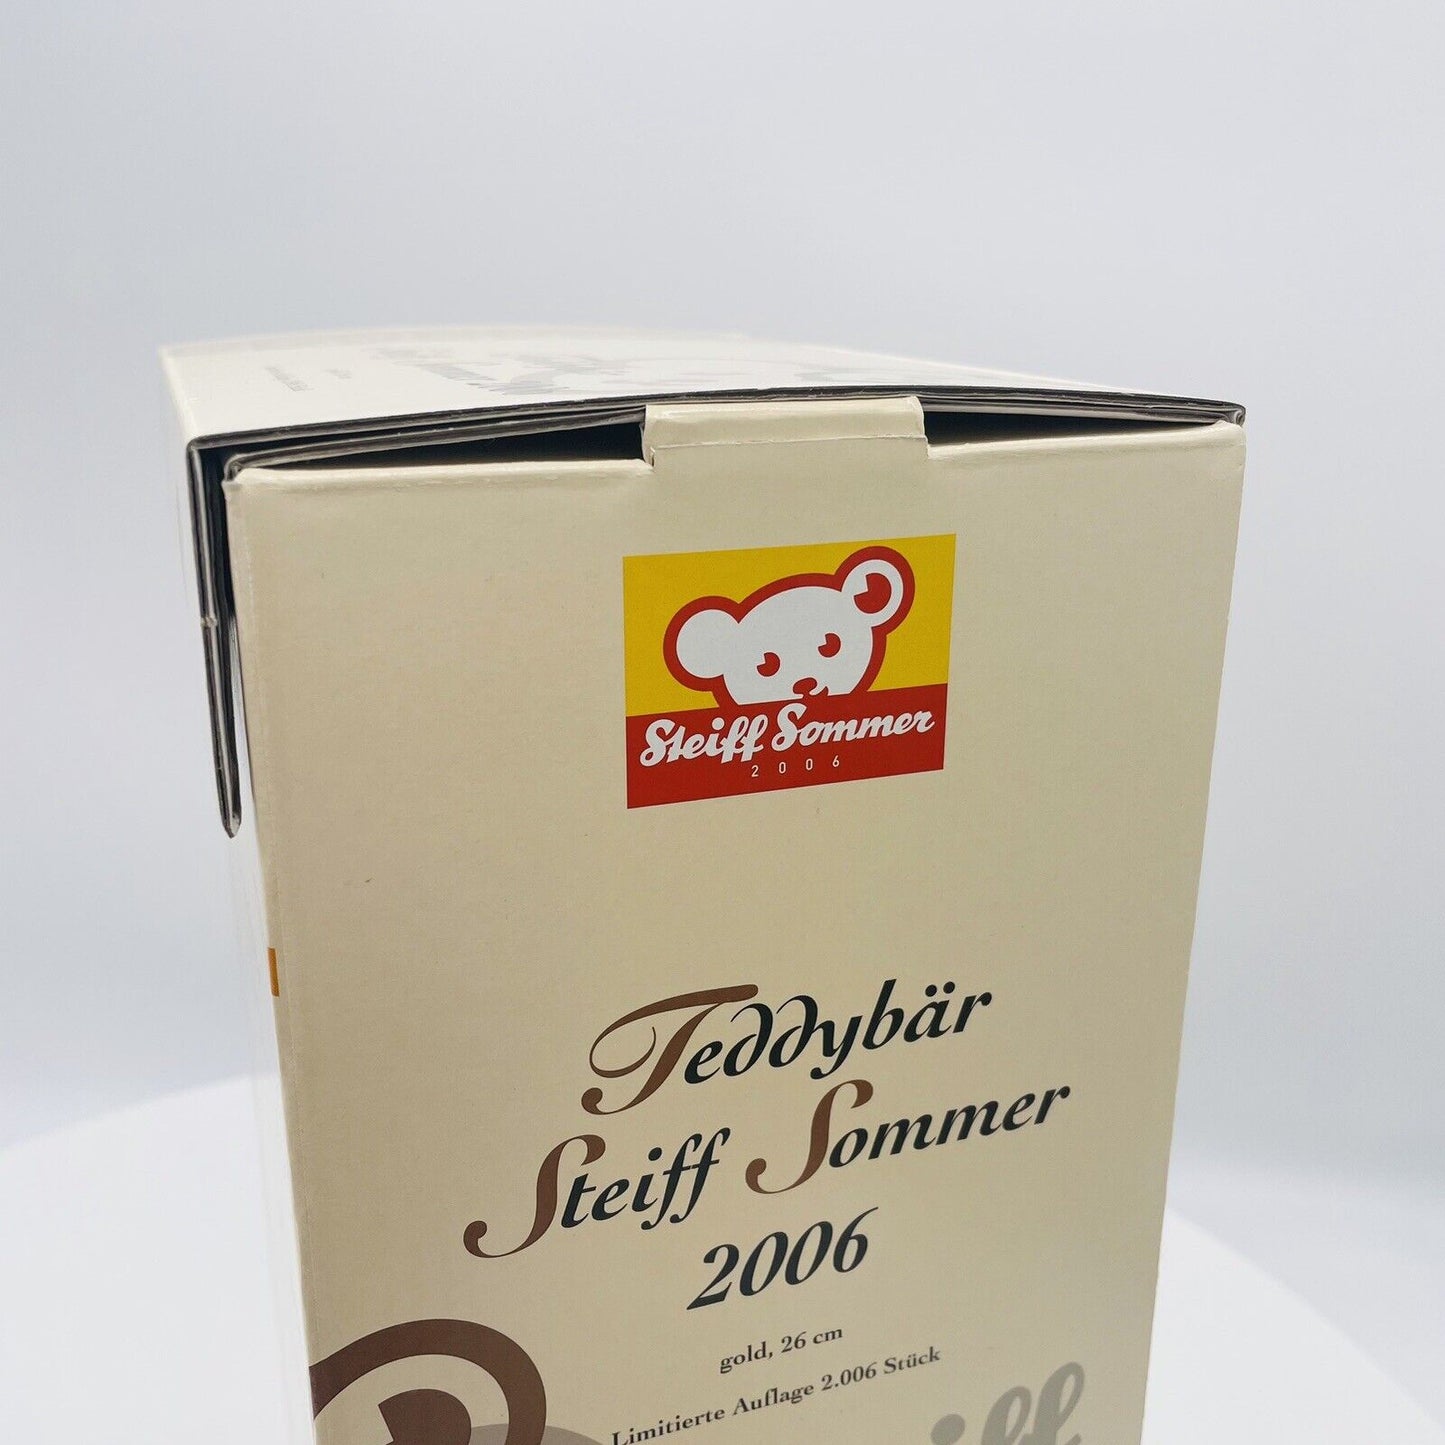 Steiff Sommer
2006
Teddybär
Steiff Sommer
2006
gold, 26 cm
Limitierte Auflage 2.006 Stück